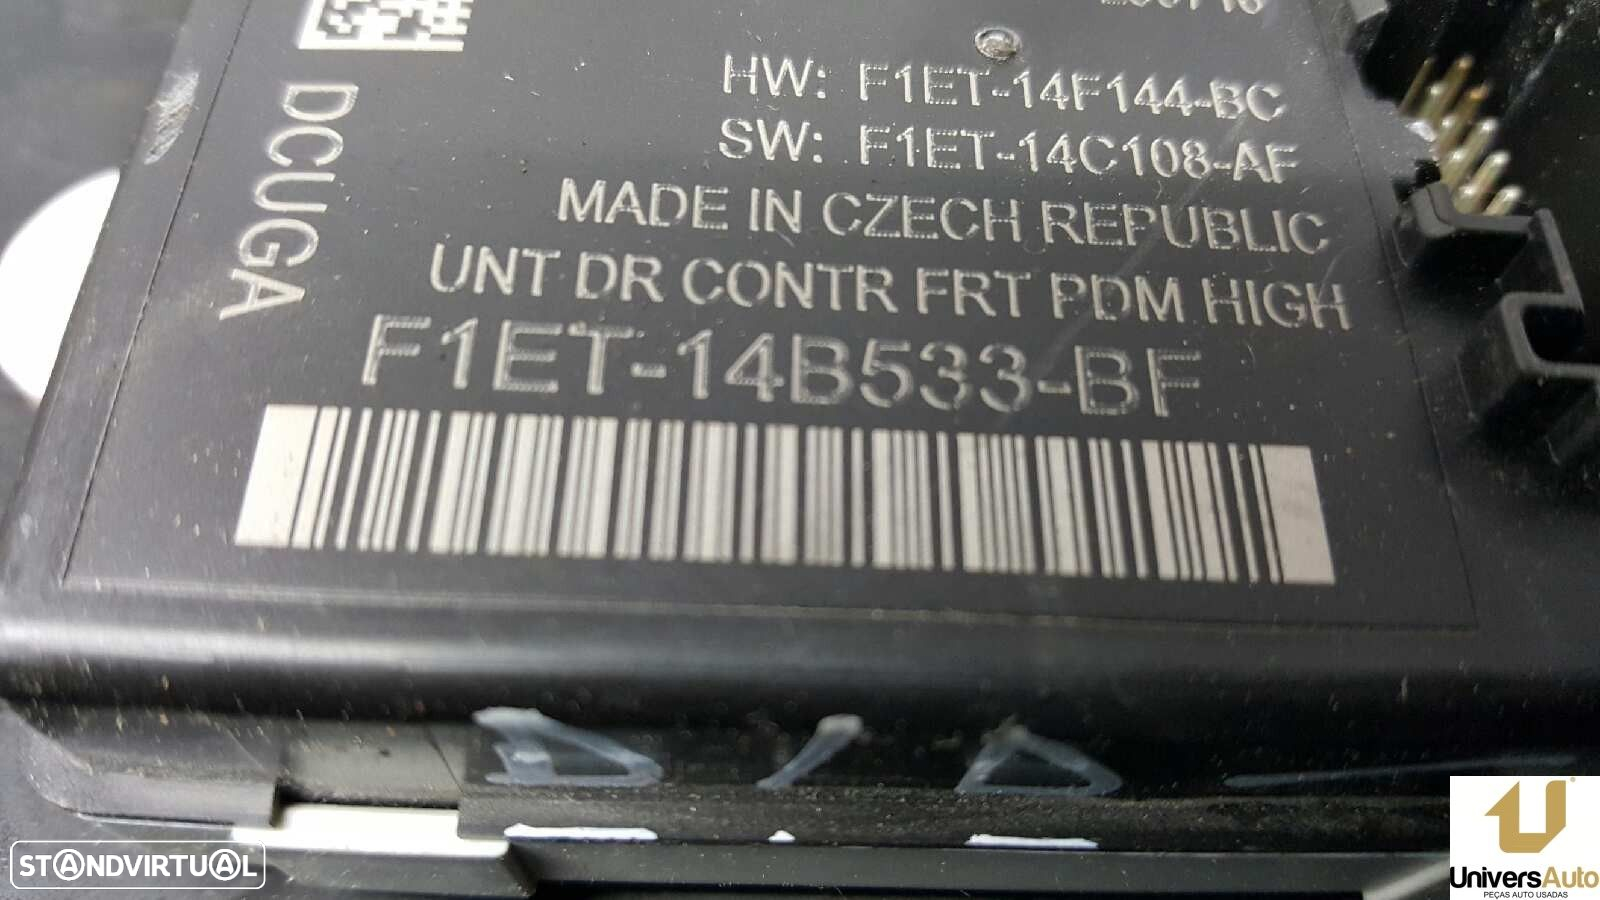 HW: F1ET-14F144-BC
SW: F1ET-14C108-AF
MADE IN CZECH REPUBLIC
UNT DR CONTR FRT PDM HIGH
F1ET-14B533-BF
DCUGA
D / D
STANDVIRTUAL
UniversAuto
PEÇAS AUTO USADAS